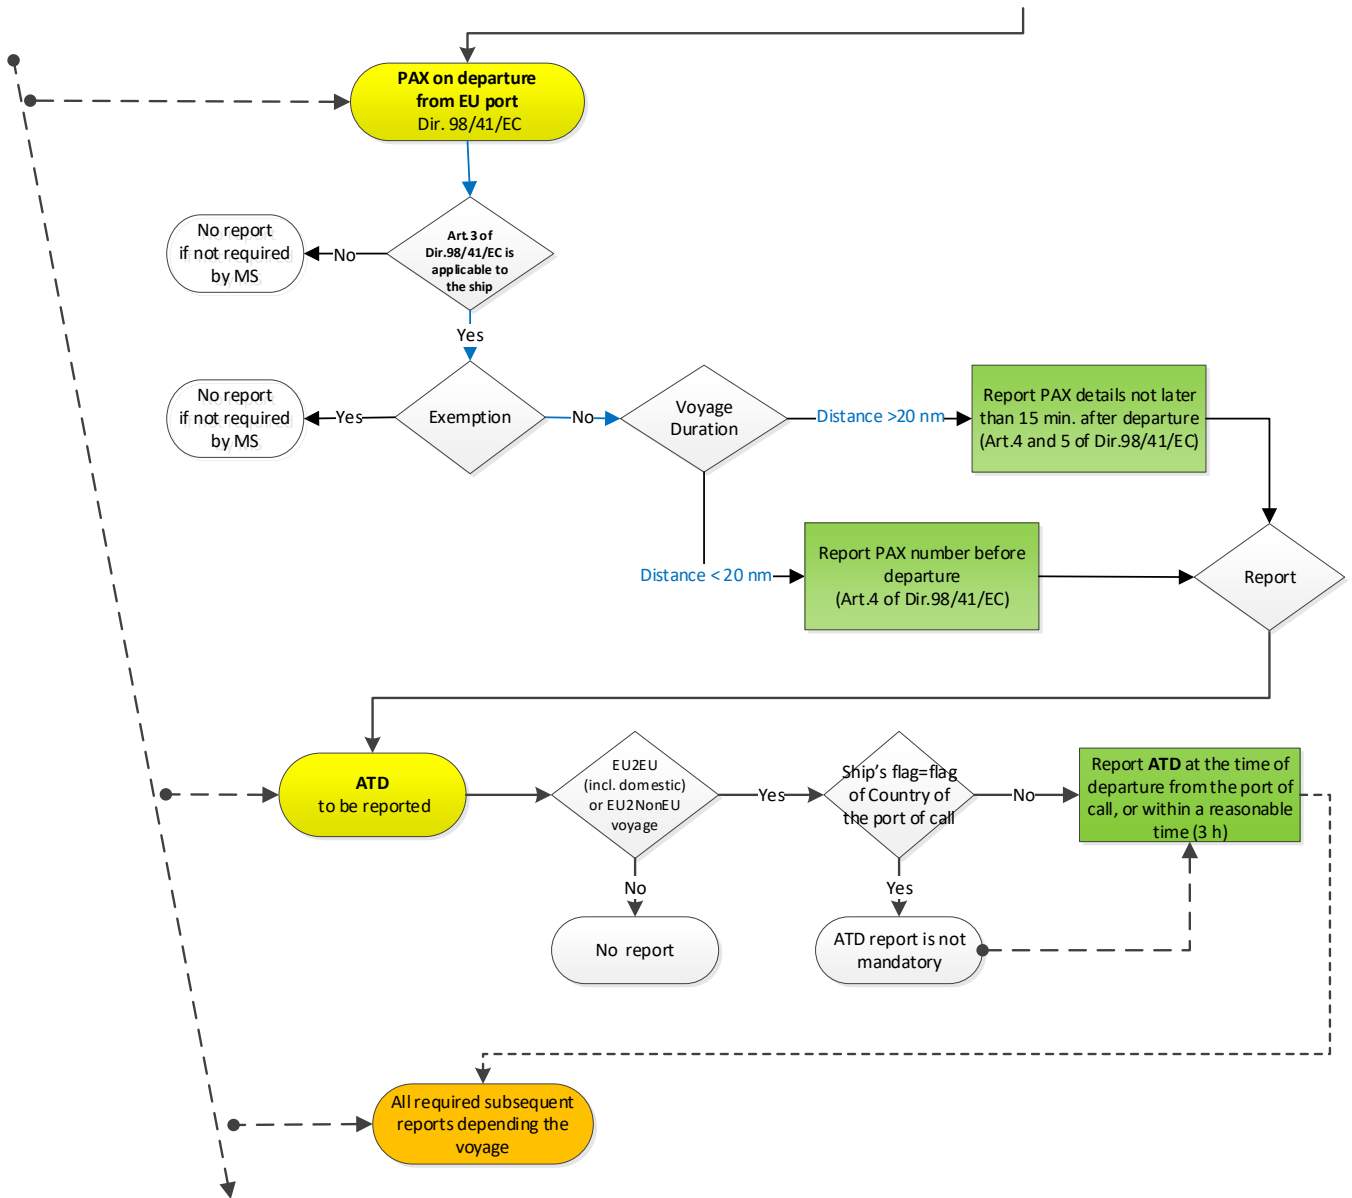 PAX on departure
from EU port
Dir. 98/41/EC
Art.3 of
Dir.98/41/EC is
applicable to
the ship
No
No report
if not required
by MS
Yes
Exemption
Yes
No report
if not required
by MS
No
Voyage
Duration
Distance >20 nm
Report PAX details not later
than 15 min. after departure
(Art.4 and 5 of Dir.98/41/EC)
Distance < 20 nm
Report PAX number before
departure
(Art.4 of Dir.98/41/EC)
Report
ATD
to be reported
EU2EU
(incl. domestic)
or EU2NonEU
voyage
Yes
Ship's flag=flag
of Country of
the port of call
No
Report ATD at the time of
departure from the port of
call, or within a reasonable
time (3 h)
No
No report
Yes
ATD report is not
mandatory
All required subsequent
reports depending the
voyage